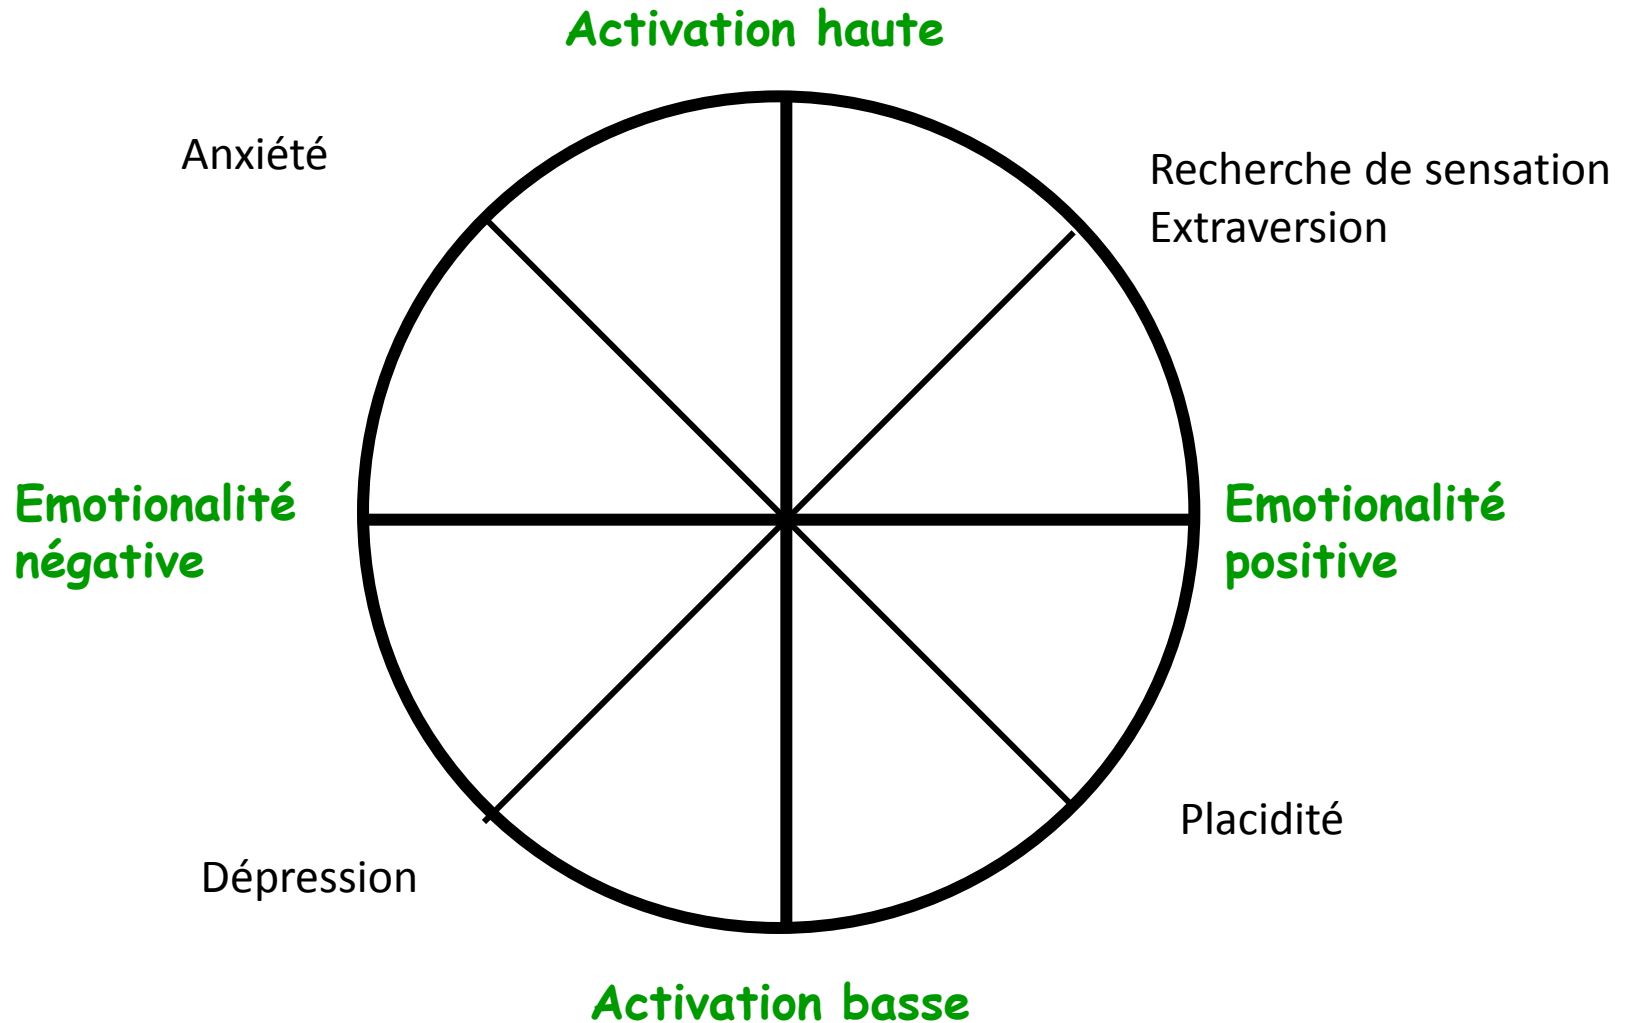 Activation haute
Anxiété
Recherche de sensation
Extraversion
Emotionalité
négative
Emotionalité
positive
Placidité
Dépression
Activation basse